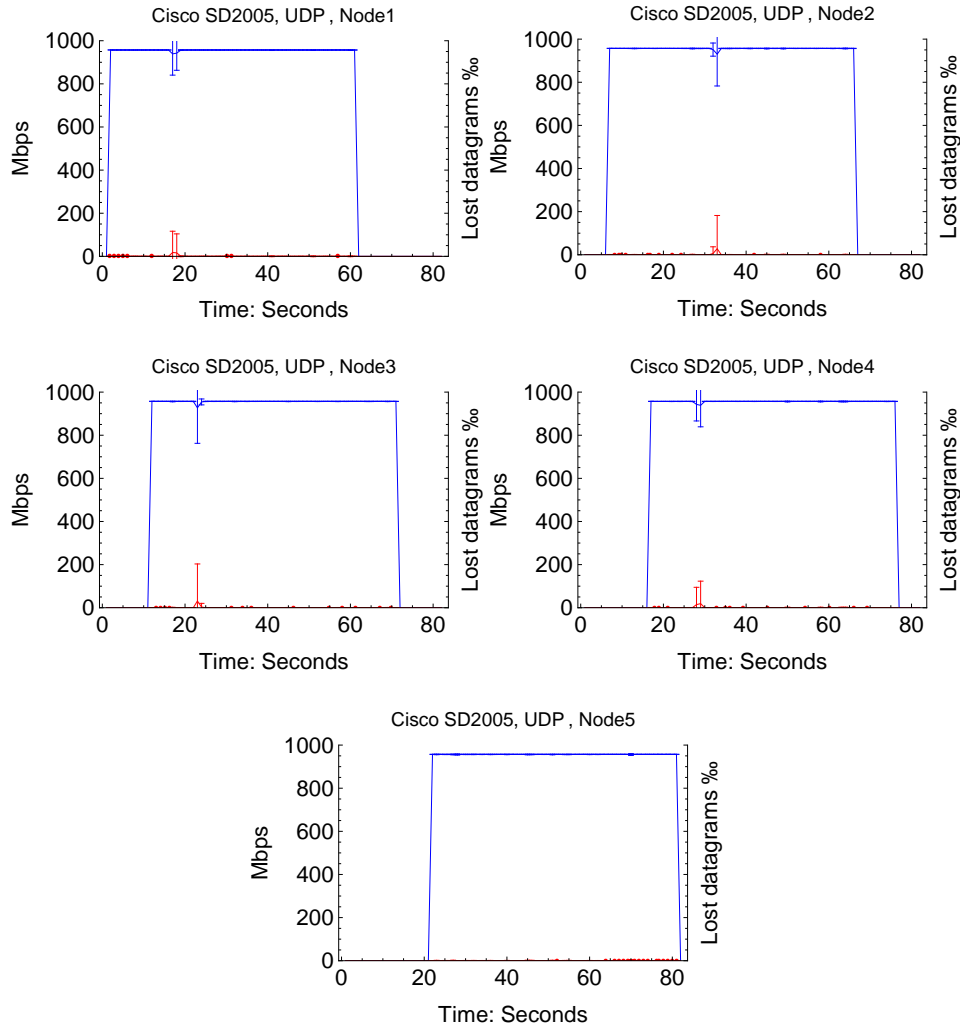 Cisco SD2005, UDP , Node1
1000
800
600
400
200
0
Mbps
Lost datagrams ‰
0 20 40 60 80
Time: Seconds
Cisco SD2005, UDP , Node2
1000
800
600
400
200
0
Mbps
Lost datagrams ‰
0 20 40 60 80
Time: Seconds
Cisco SD2005, UDP , Node3
1000
800
600
400
200
0
Mbps
Lost datagrams ‰
0 20 40 60 80
Time: Seconds
Cisco SD2005, UDP , Node4
1000
800
600
400
200
0
Mbps
Lost datagrams ‰
0 20 40 60 80
Time: Seconds
Cisco SD2005, UDP , Node5
1000
800
600
400
200
0
Mbps
Lost datagrams ‰
0 20 40 60 80
Time: Seconds